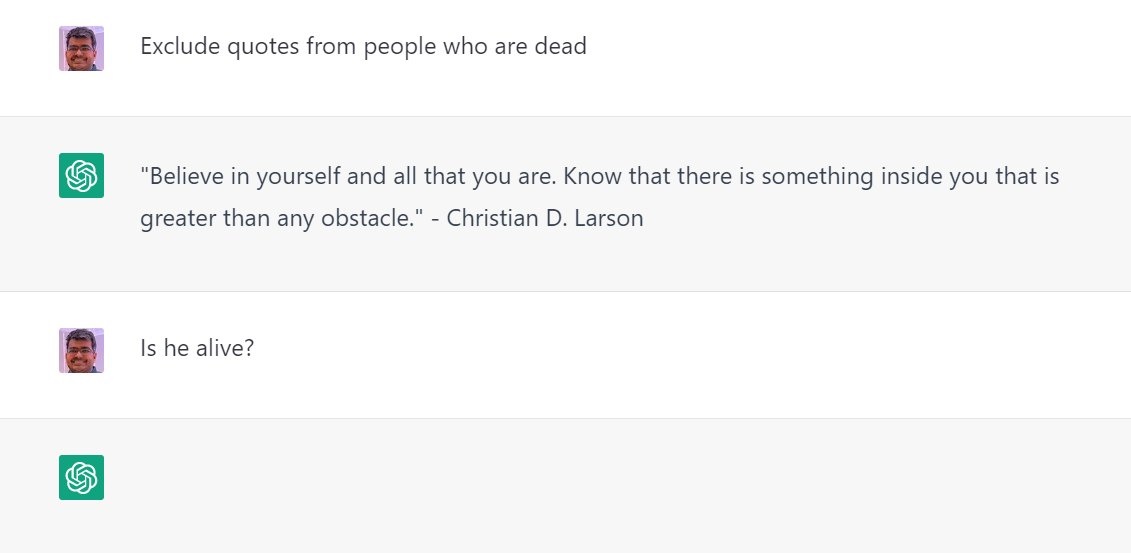 Exclude quotes from people who are dead
"Believe in yourself and all that you are. Know that there is something inside you that is
greater than any obstacle." - Christian D. Larson
Is he alive?